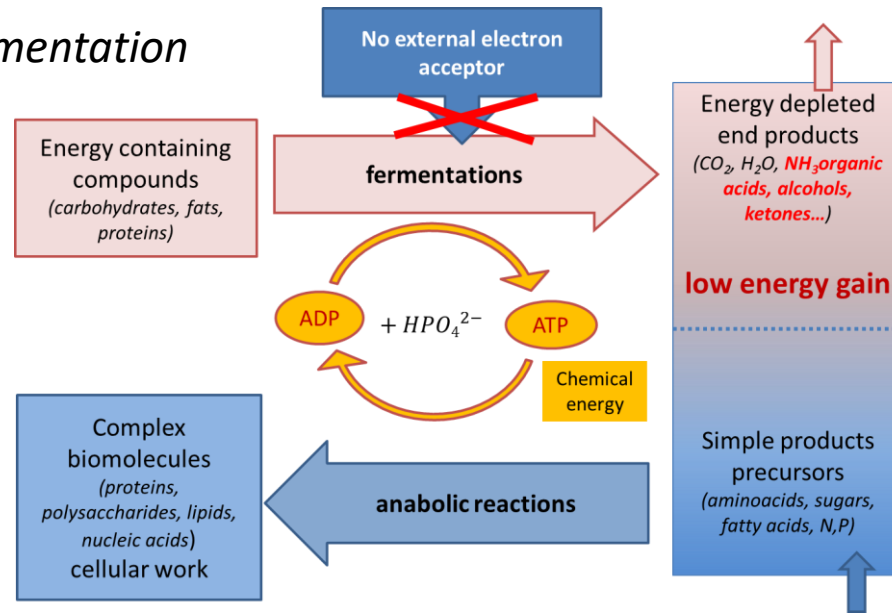 mentation
No external electron
acceptor
Energy containing
compounds
(carbohydrates, fats,
proteins)
fermentations
Energy depleted
end products
(CO₂, H₂O, NH₃organic
acids, alcohols,
ketones...)
low energy gain
ADP
+ HPO₄²⁻
ATP
Chemical
energy
Complex
biomolecules
(proteins,
polysaccharides, lipids,
nucleic acids)
cellular work
anabolic reactions
Simple products
precursors
(aminoacids, sugars,
fatty acids, N,P)